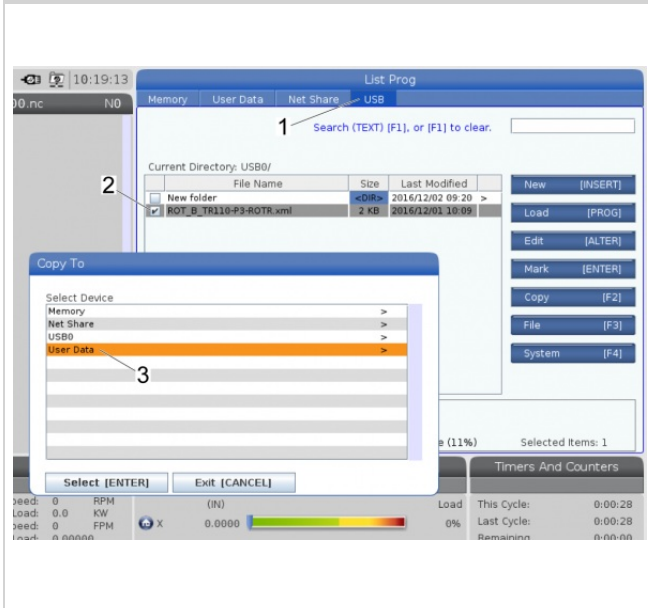 10:19:13
List Prog
00.nc N0
Memory User Data Net Share USB
1
Search (TEXT) [F1], or [F1] to clear.
Current Directory: USB0/
2
File Name Size Last Modified
New folder <DIR> 2016/12/02 09:20 >
ROT_B_TR110-P3-ROTR.xml 2 KB 2016/12/01 10:09
New [INSERT]
Load [PROG]
Edit [ALTER]
Mark [ENTER]
Copy [F2]
File [F3]
System [F4]
Copy To
Select Device
Memory >
Net Share >
USB0 >
User Data >
3
e (11%) Selected Items: 1
Select [ENTER] Exit [CANCEL]
Timers And Counters
peed: 0 RPM
Load: 0.0 KW
peed: 0 FPM
Load: 0.00000
(IN) Load
X 0.0000 0%
This Cycle: 0:00:28
Last Cycle: 0:00:28
Remaining 0:00:00